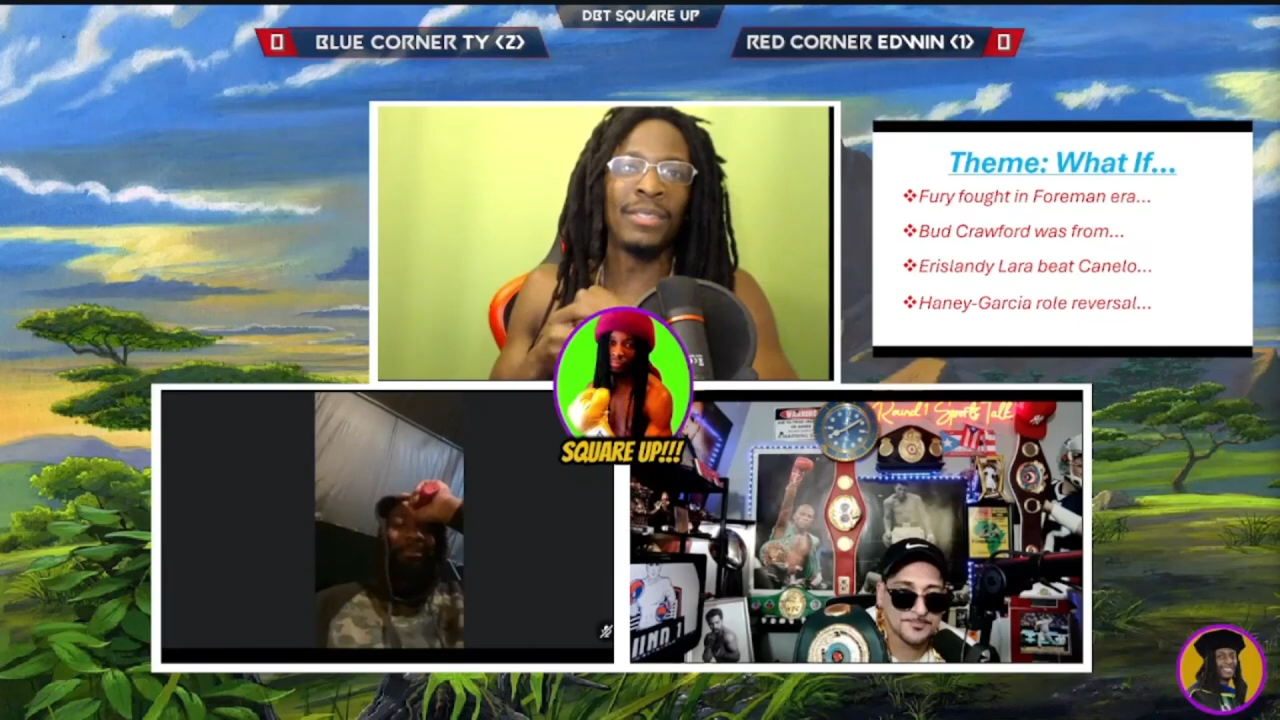 DBT SQUARE UP
0 BLUE CORNER TY (2)
RED CORNER EDWIN (1) 0
Theme: What If...
❖Fury fought in Foreman era...
❖Bud Crawford was from...
❖Erislandy Lara beat Canelo...
❖Haney-Garcia role reversal...
SQUARE UP!!!
WARNING
Round 1 Sports Talk